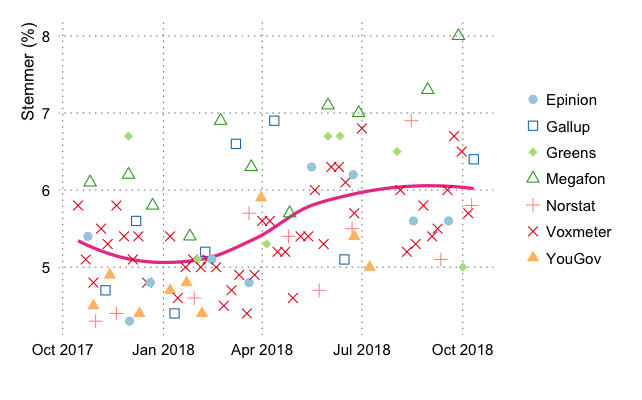 Stemmer (%)
8
7
6
5
Oct 2017 Jan 2018 Apr 2018 Jul 2018 Oct 2018
Epinion
Gallup
Greens
Megafon
Norstat
Voxmeter
YouGov